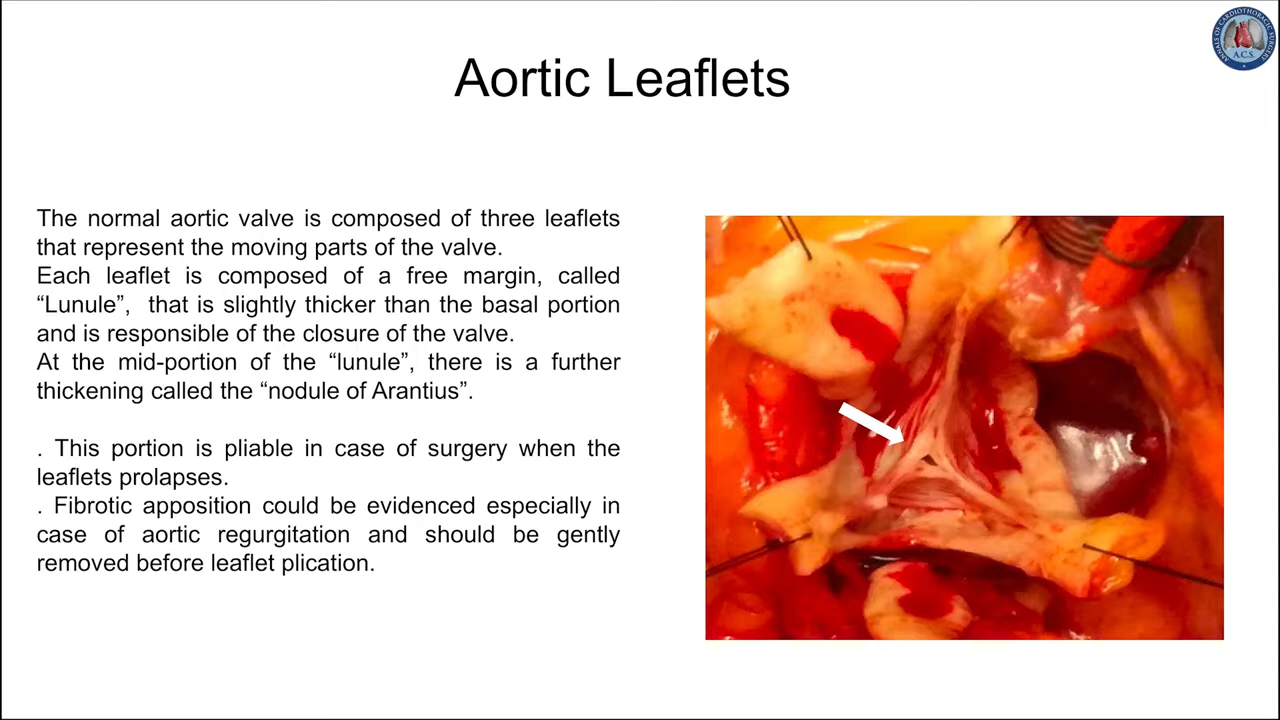 Aortic Leaflets
The normal aortic valve is composed of three leaflets
that represent the moving parts of the valve.
Each leaflet is composed of a free margin, called
“Lunule”, that is slightly thicker than the basal portion
and is responsible of the closure of the valve.
At the mid-portion of the “lunule”, there is a further
thickening called the “nodule of Arantius”.
. This portion is pliable in case of surgery when the
leaflets prolapses.
. Fibrotic apposition could be evidenced especially in
case of aortic regurgitation and should be gently
removed before leaflet plication.
ANNALS OF CARDIOTHORACIC SURGERY
A.C.S